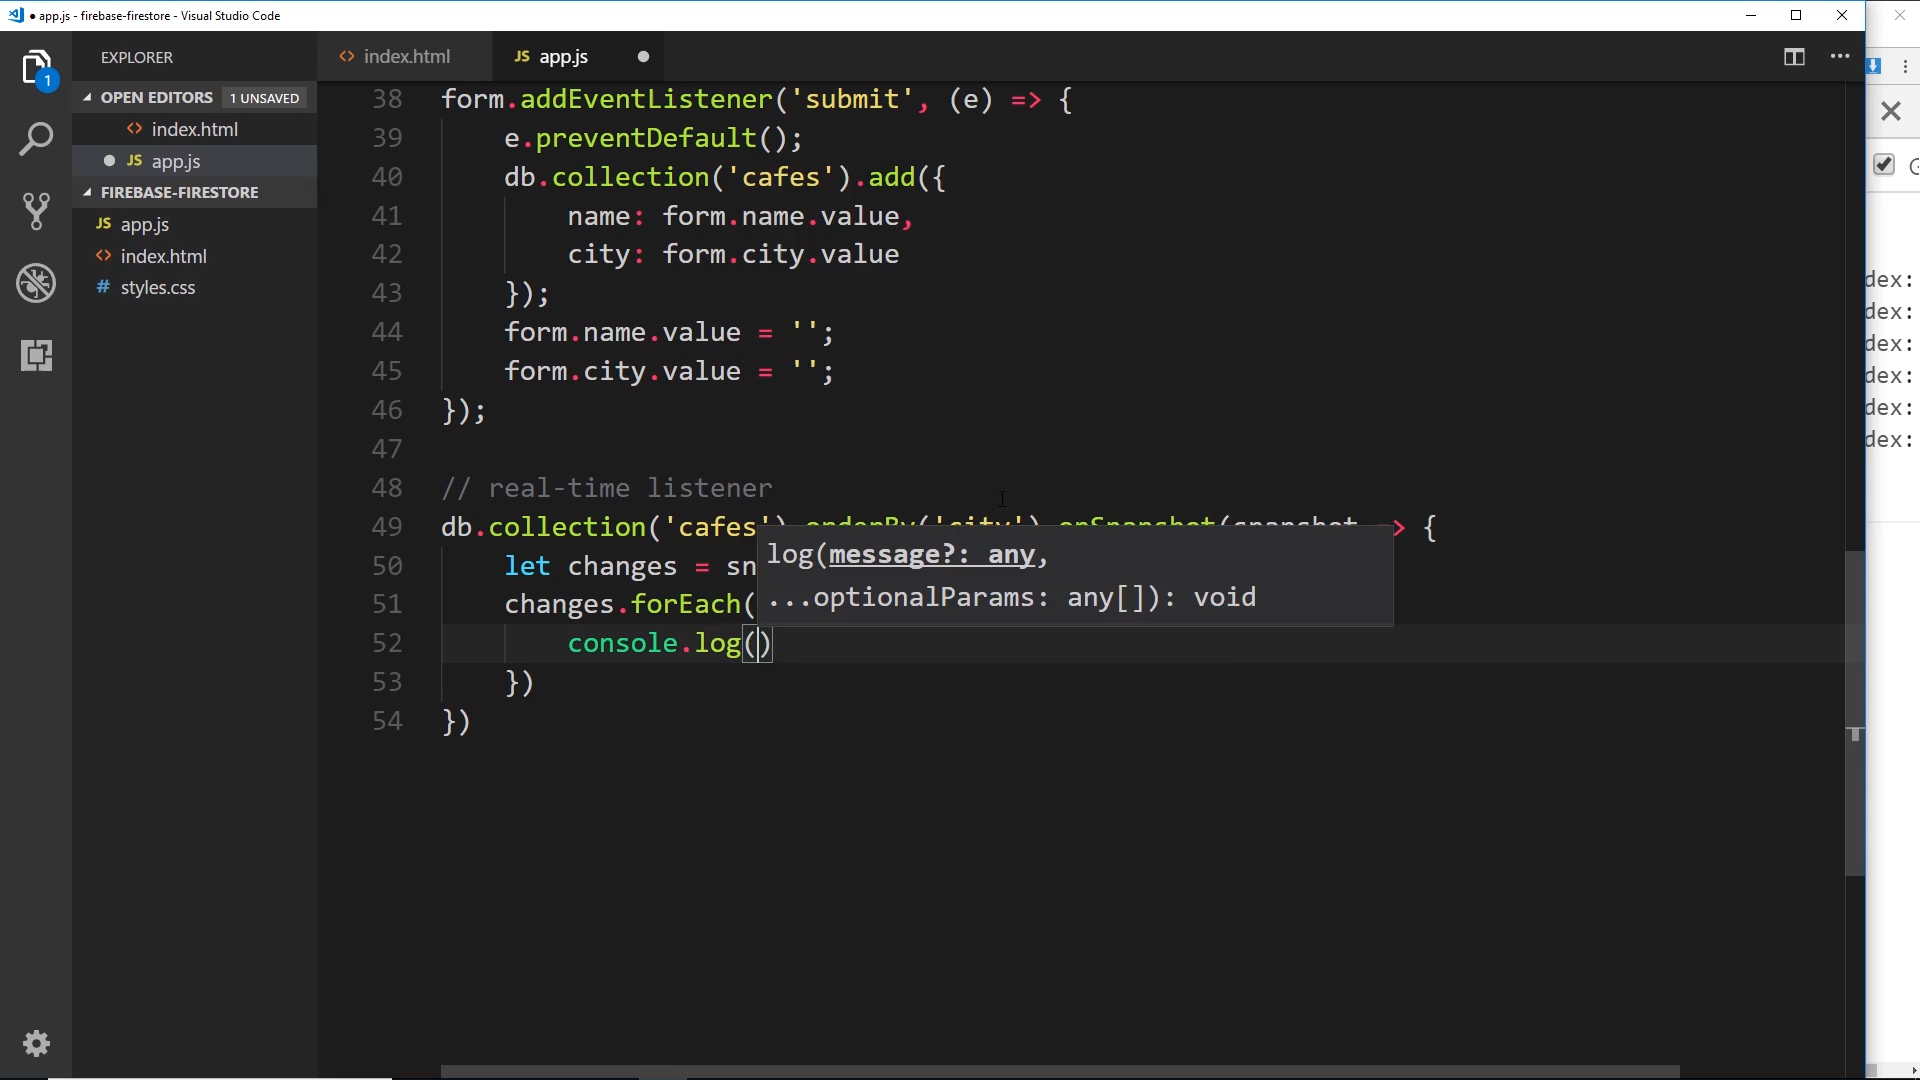 app.js - firebase-firestore - Visual Studio Code
EXPLORER
index.html
JS app.js
1
OPEN EDITORS 1 UNSAVED
index.html
JS app.js
FIREBASE-FIRESTORE
JS app.js
index.html
# styles.css
38 form.addEventListener('submit', (e) => {
39 e.preventDefault();
40 db.collection('cafes').add({
41 name: form.name.value,
42 city: form.city.value
43 });
44 form.name.value = '';
45 form.city.value = '';
46 });
47
48 // real-time listener
49 db.collection('cafes').orderBy('city').onSnapshot(snapshot => {
log(message?: any,
50 let changes = sn
...optionalParams: any[]): void
51 changes.forEach(
52 console.log()
53 })
54 })
dex:
dex:
dex:
dex:
dex:
dex: